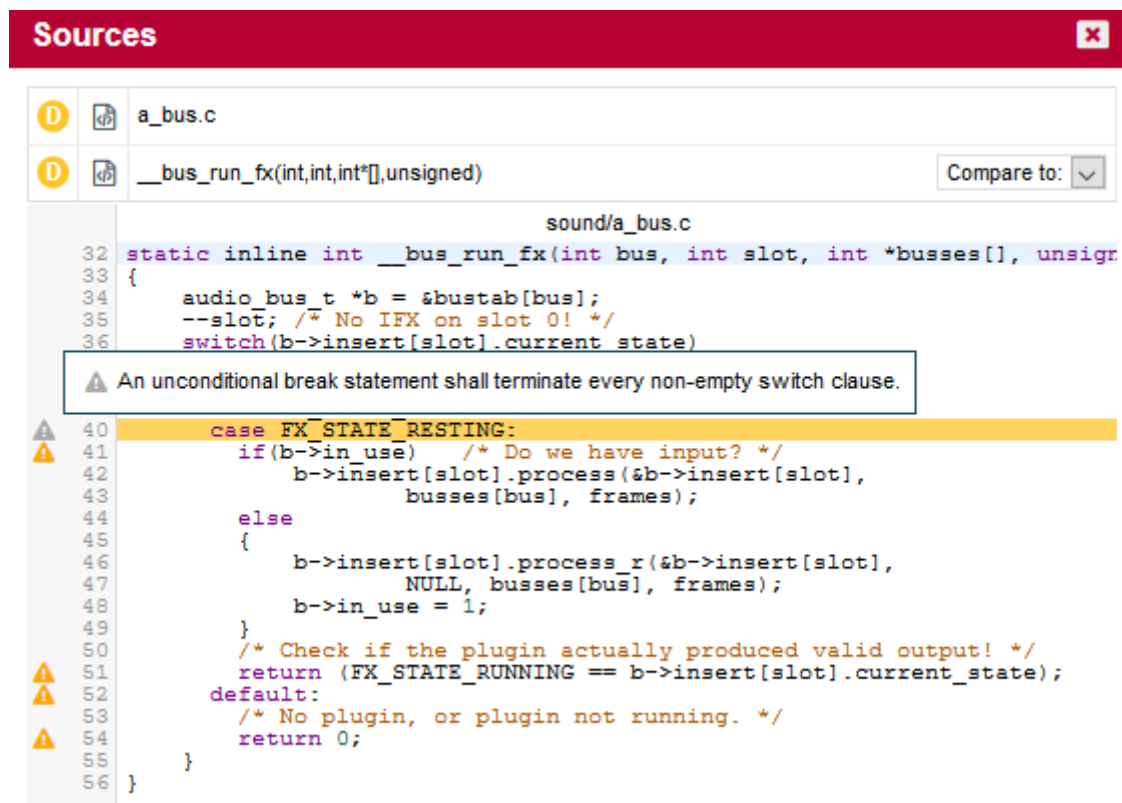 Sources
D a_bus.c
D __bus_run_fx(int,int,int*[],unsigned) Compare to:
sound/a_bus.c
32 static inline int __bus_run_fx(int bus, int slot, int *busses[], unsigr
33 {
34 audio_bus_t *b = &bustab[bus];
35 --slot; /* No IFX on slot 0! */
36 switch(b->insert[slot].current_state)
An unconditional break statement shall terminate every non-empty switch clause.
40 case FX_STATE_RESTING:
41 if(b->in_use) /* Do we have input? */
42 b->insert[slot].process(&b->insert[slot],
43 busses[bus], frames);
44 else
45 {
46 b->insert[slot].process_r(&b->insert[slot],
47 NULL, busses[bus], frames);
48 b->in_use = 1;
49 }
50 /* Check if the plugin actually produced valid output! */
51 return (FX_STATE_RUNNING == b->insert[slot].current_state);
52 default:
53 /* No plugin, or plugin not running. */
54 return 0;
55 }
56 }